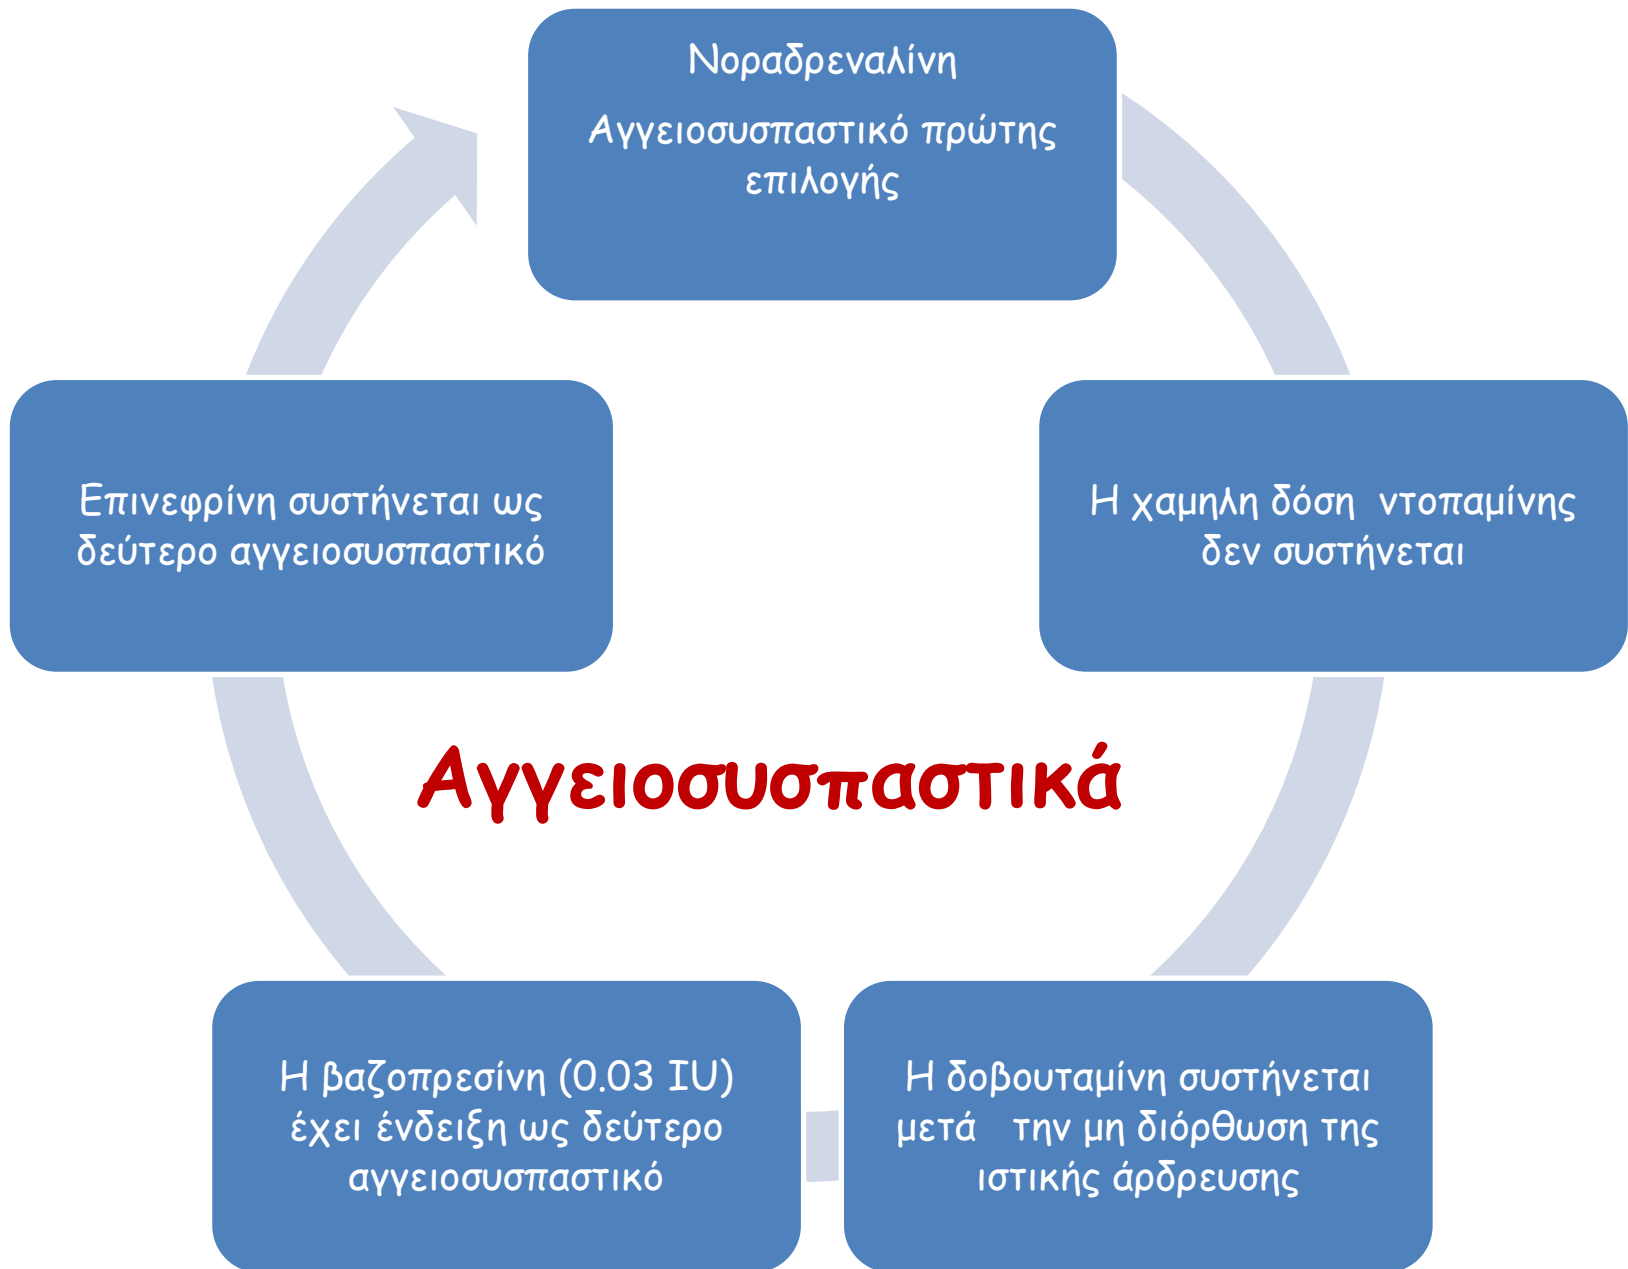 Νοραδρεναλίνη
Αγγειοσυσπαστικό πρώτης
επιλογής
Η χαμηλη δόση ντοπαμίνης
δεν συστήνεται
Η δοβουταμίνη συστήνεται
μετά την μη διόρθωση της
ιστικής άρδρευσης
Η βαζοπρεσίνη (0.03 IU)
έχει ένδειξη ως δεύτερο
αγγειοσυσπαστικό
Επινεφρίνη συστήνεται ως
δεύτερο αγγειοσυσπαστικό
Αγγειοσυσπαστικά